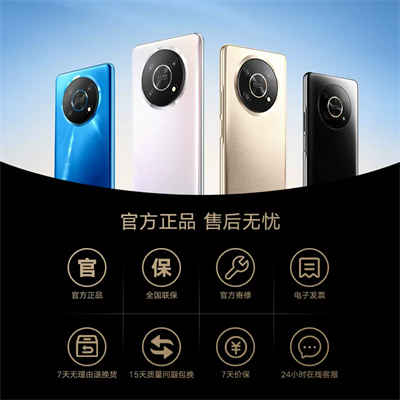 官方正品 售后无忧
官
保
官方正品
全国联保
官方寄修
电子发票
7天无理由退换货
15天质量问题包换
7天价保
24小时在线客服